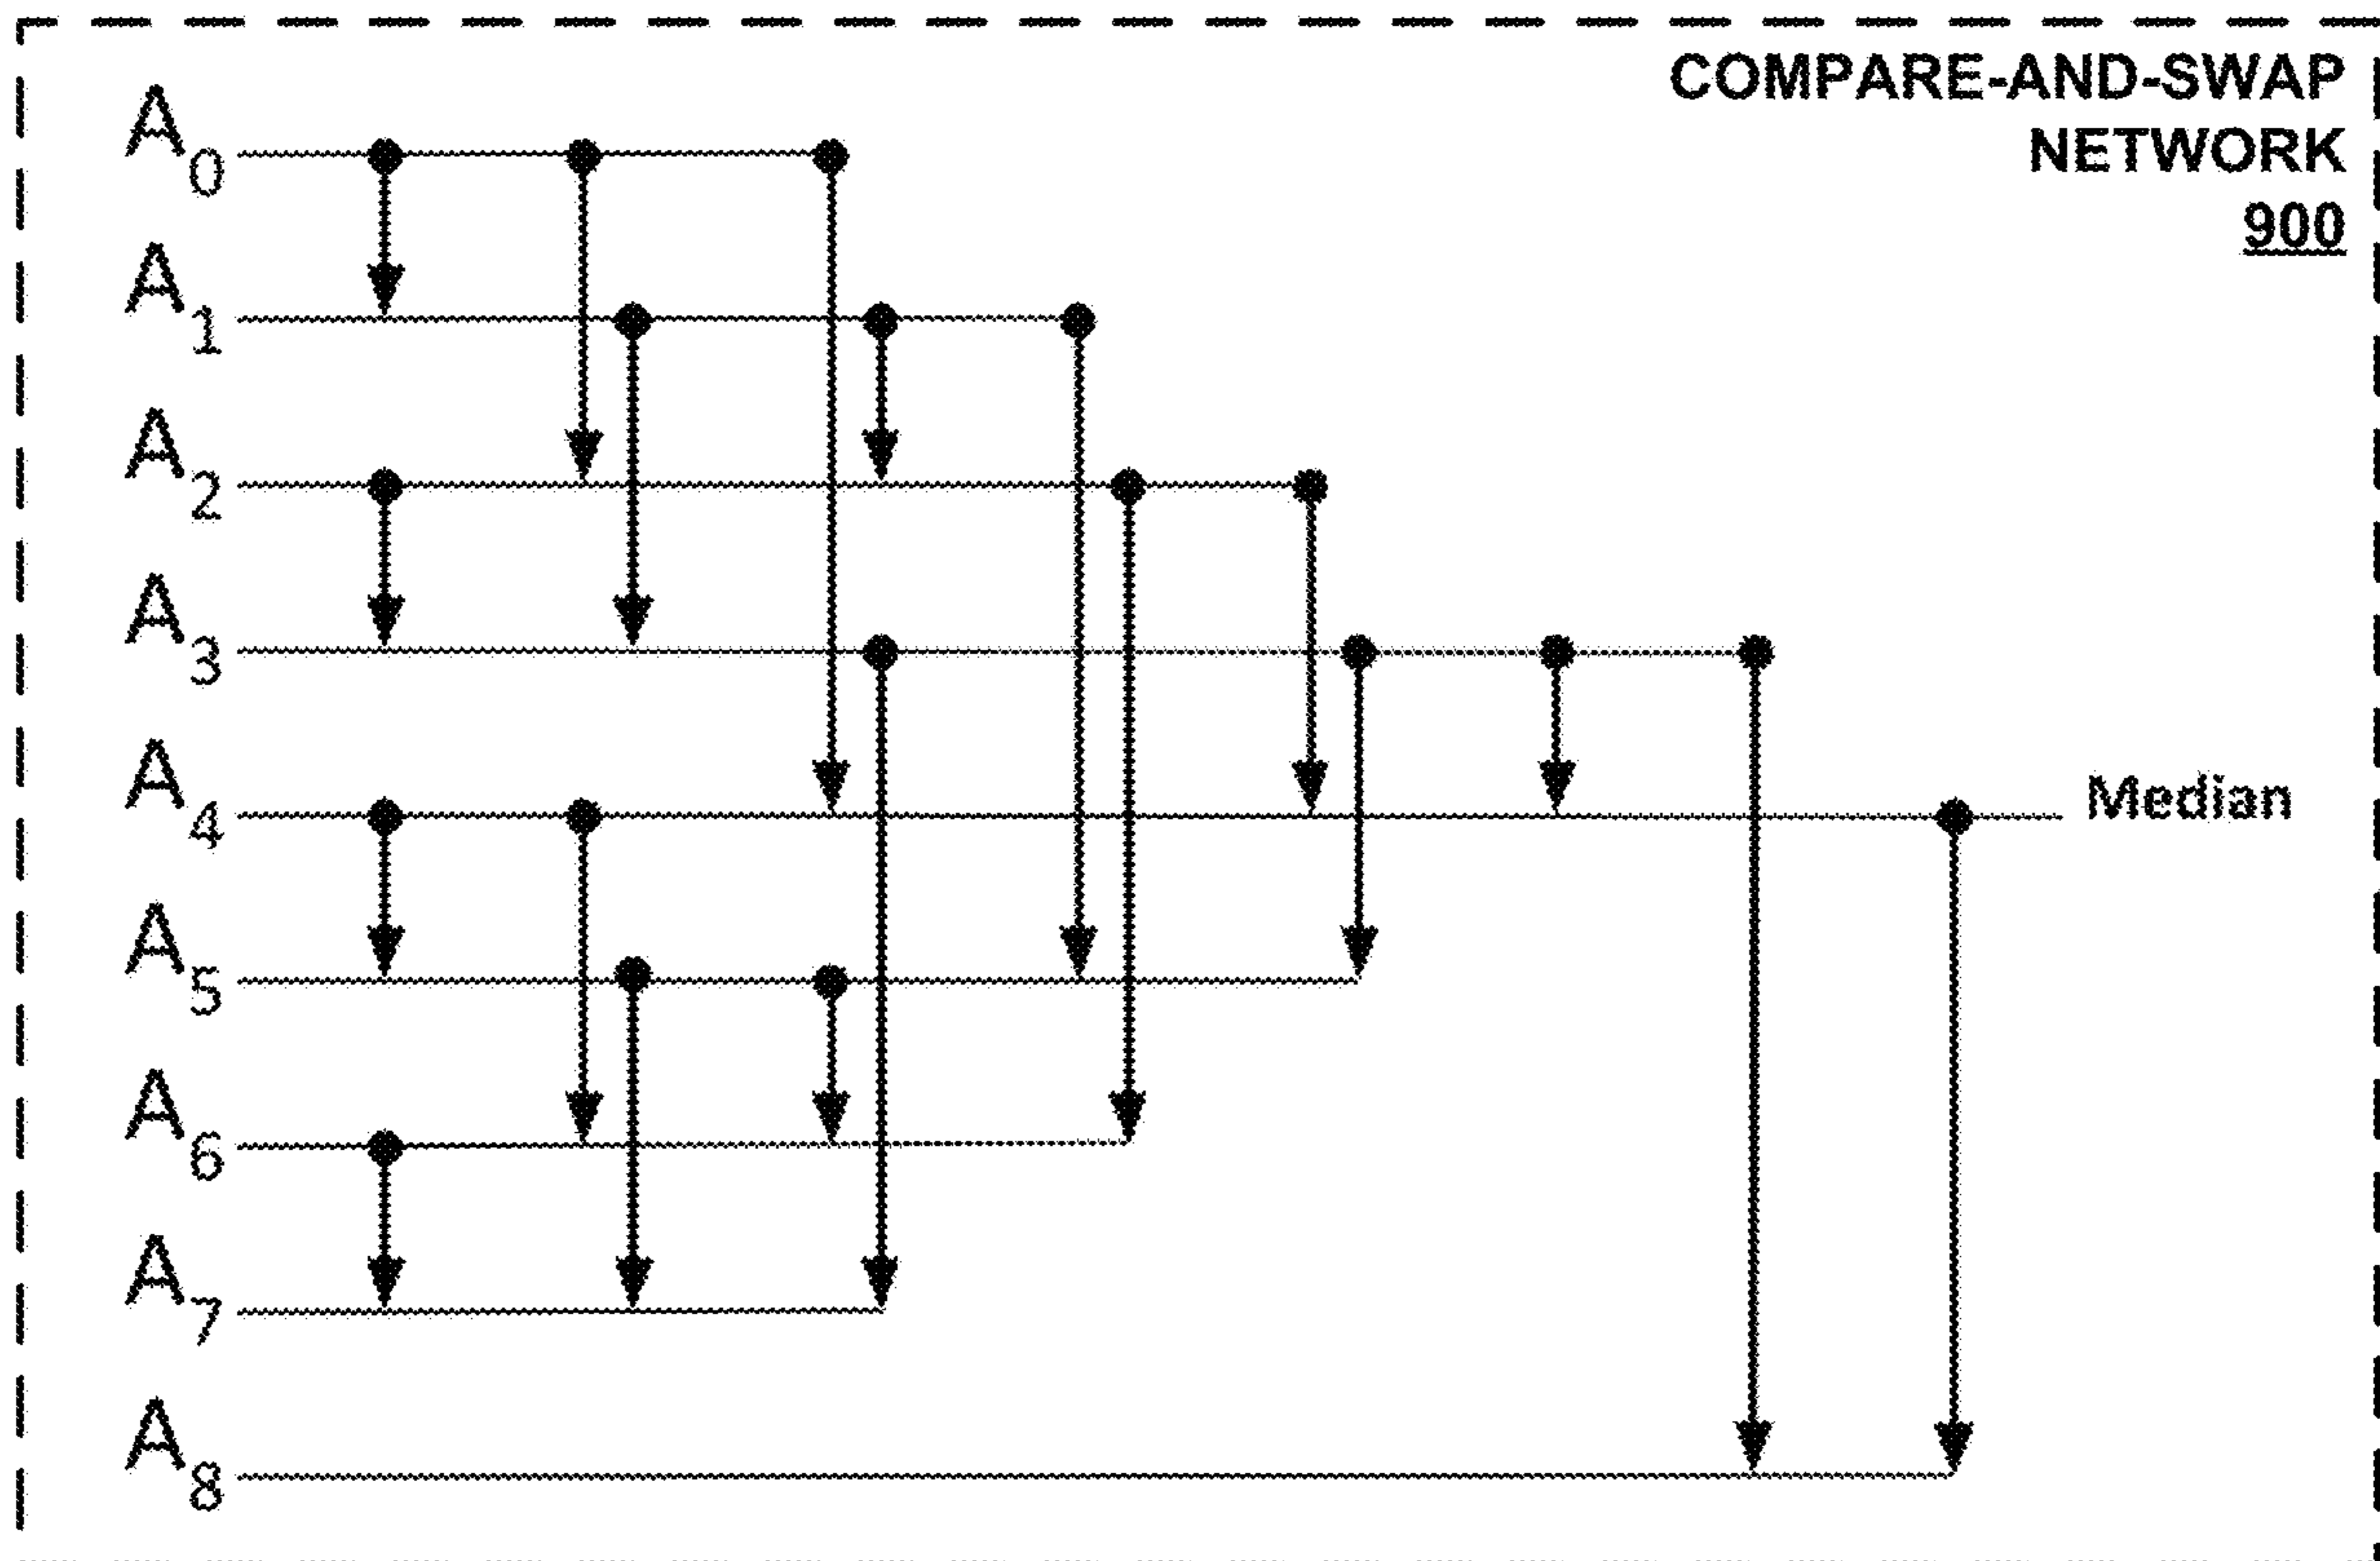 COMPARE-AND-SWAP
NETWORK
900
A0
A1
A2
A3
A4
Median
A5
A6
A7
A8